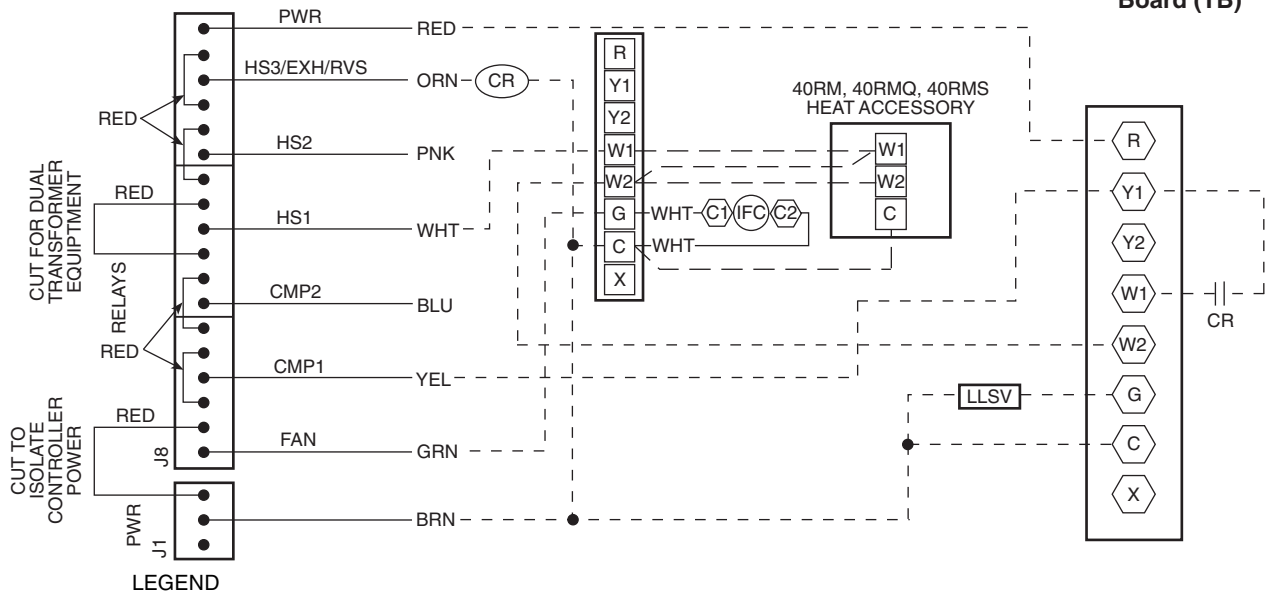 Board (TB)
PWR
RED
HS3/EXH/RVS
ORN
CR
RED
HS2
PNK
CUT FOR DUAL
TRANSFORMER
EQUIPTMENT
RED
HS1
WHT
RELAYS
CMP2
BLU
RED
CMP1
YEL
CUT TO
ISOLATE
CONTROLLER
POWER
RED
FAN
GRN
J8
BRN
PWR
J1
LEGEND
R
Y1
Y2
W1
W2
G
C
X
WHT
C1
IFC
C2
WHT
40RM, 40RMQ, 40RMS
HEAT ACCESSORY
W1
W2
C
R
Y1
Y2
W1
W2
G
C
X
CR
LLSV